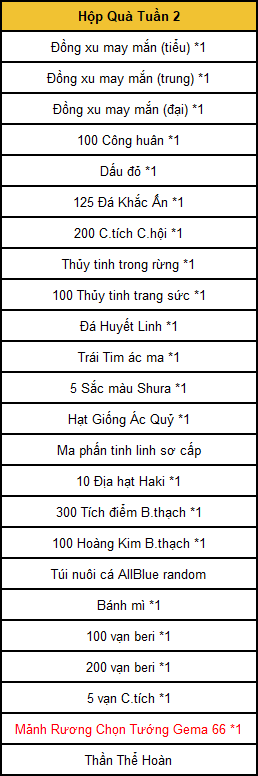 Hộp Quà Tuần 2
Đồng xu may mắn (tiểu) *1
Đồng xu may mắn (trung) *1
Đồng xu may mắn (đại) *1
100 Công huân *1
Dấu đỏ *1
125 Đá Khắc Ấn *1
200 C.tích C.hội *1
Thủy tinh trong rừng *1
100 Thủy tinh trang sức *1
Đá Huyết Linh *1
Trái Tim ác ma *1
5 Sắc màu Shura *1
Hạt Giống Ác Quỷ *1
Ma phấn tinh linh sơ cấp
10 Địa hạt Haki *1
300 Tích điểm B.thạch *1
100 Hoàng Kim B.thạch *1
Túi nuôi cá AllBlue random
Bánh mì *1
100 vạn beri *1
200 vạn beri *1
5 vạn C.tích *1
Mảnh Rương Chọn Tướng Gema 66 *1
Thần Thể Hoàn